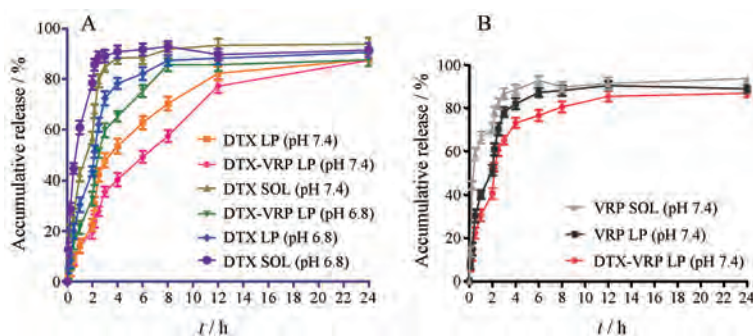 A
Accumulative release / %
100
80
60
40
20
0
DTX LP (pH 7.4)
DTX-VRP LP (pH 7.4)
DTX SOL (pH 7.4)
DTX-VRP LP (pH 6.8)
DTX LP (pH 6.8)
DTX SOL (pH 6.8)
0 2 4 6 8 10 12 14 16 18 20 22 24
t / h
B
Accumulative release / %
100
80
60
40
20
0
VRP SOL (pH 7.4)
VRP LP (pH 7.4)
DTX-VRP LP (pH 7.4)
0 2 4 6 8 10 12 14 16 18 20 22 24
t / h